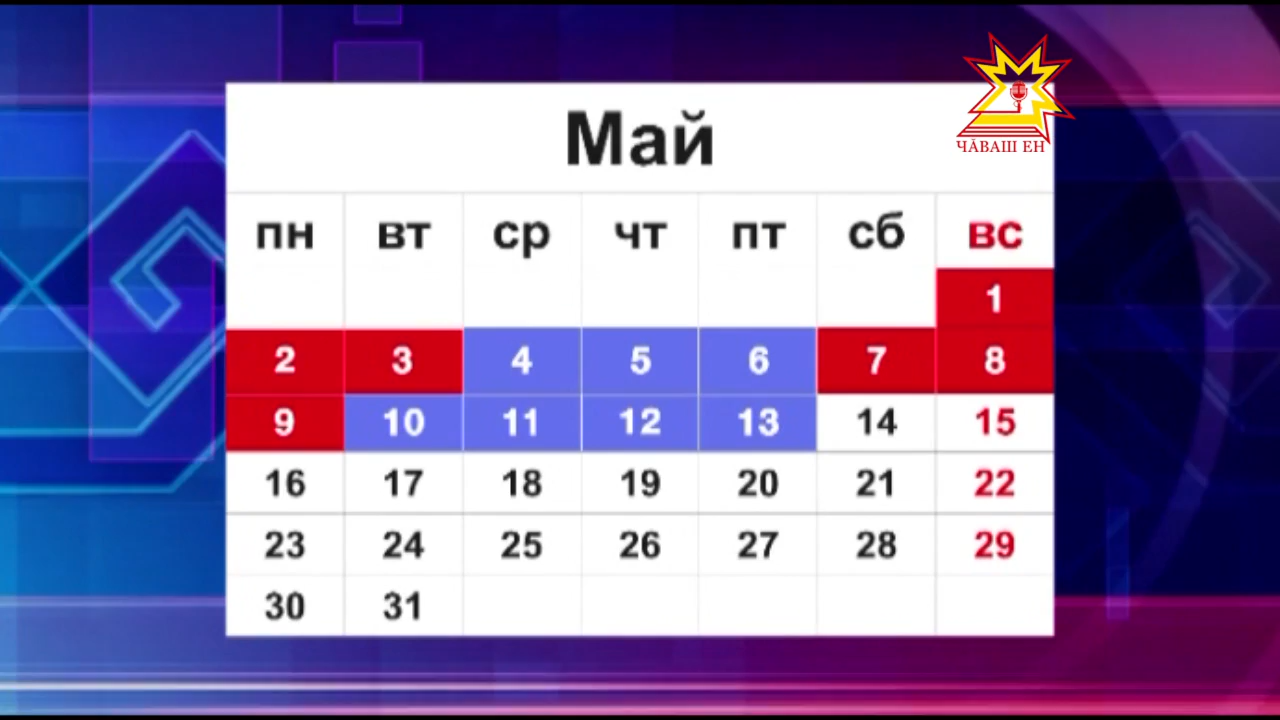 ЧӐВАШ ЕН
Май
пн вт ср чт пт сб вс
1
2 3 4 5 6 7 8
9 10 11 12 13 14 15
16 17 18 19 20 21 22
23 24 25 26 27 28 29
30 31